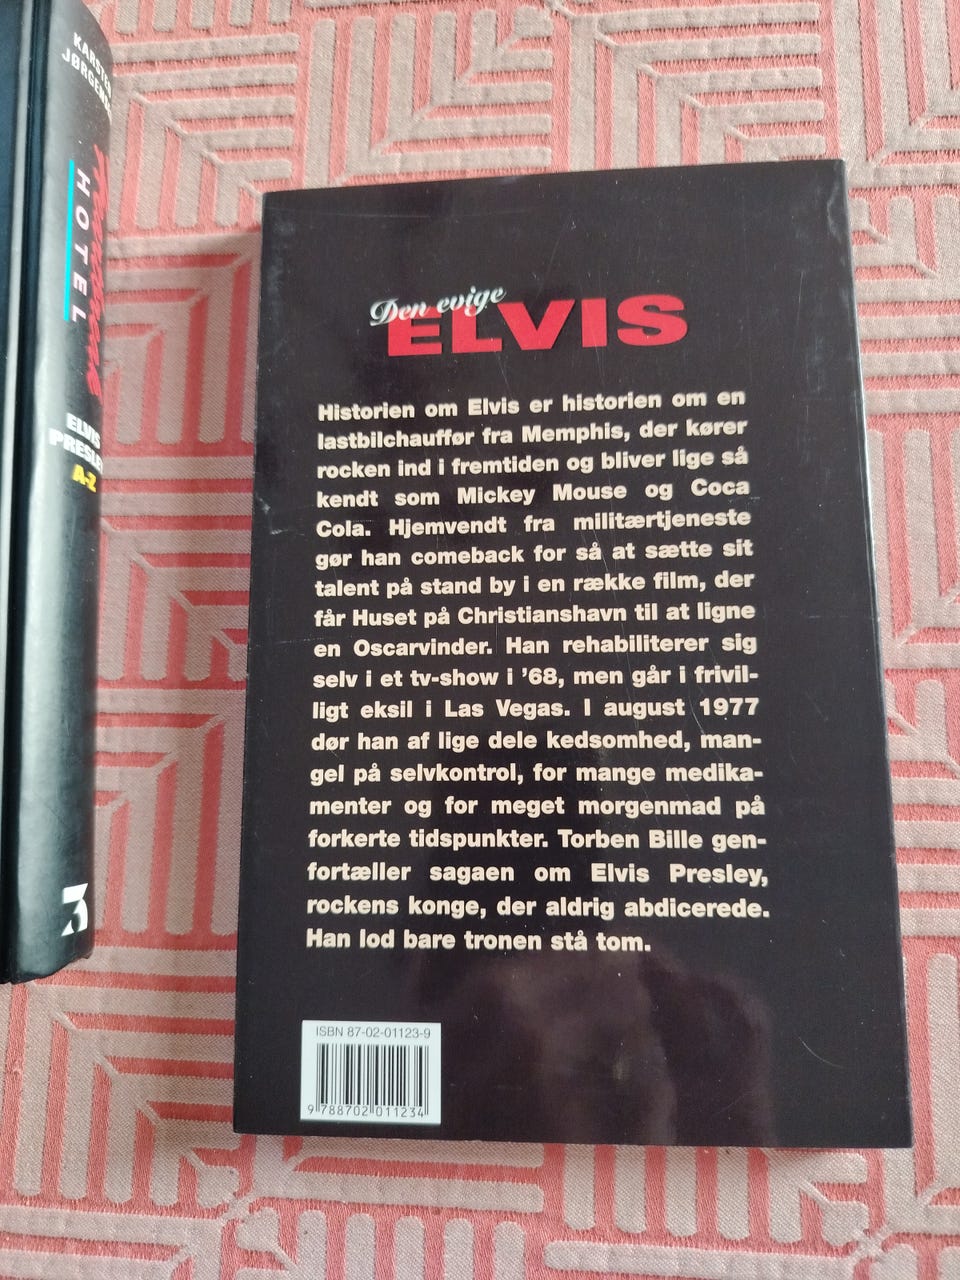 KARSTEN
JØRGENSEN
HOTEL
ELVIS
PRESLEY
A-Z
3
Den evige
ELVIS
Historien om Elvis er historien om en
lastbilchauffør fra Memphis, der kører
rocken ind i fremtiden og bliver lige så
kendt som Mickey Mouse og Coca
Cola. Hjemvendt fra militærtjeneste
gør han comeback for så at sætte sit
talent på stand by i en række film, der
får Huset på Christianshavn til at ligne
en Oscarvinder. Han rehabiliterer sig
selv i et tv-show i ’68, men går i frivil-
ligt eksil i Las Vegas. I august 1977
dør han af lige dele kedsomhed, man-
gel på selvkontrol, for mange medika-
menter og for meget morgenmad på
forkerte tidspunkter. Torben Bille gen-
fortæller sagaen om Elvis Presley,
rockens konge, der aldrig abdicerede.
Han lod bare tronen stå tom.
ISBN 87-02-01123-9
9 788702 011234